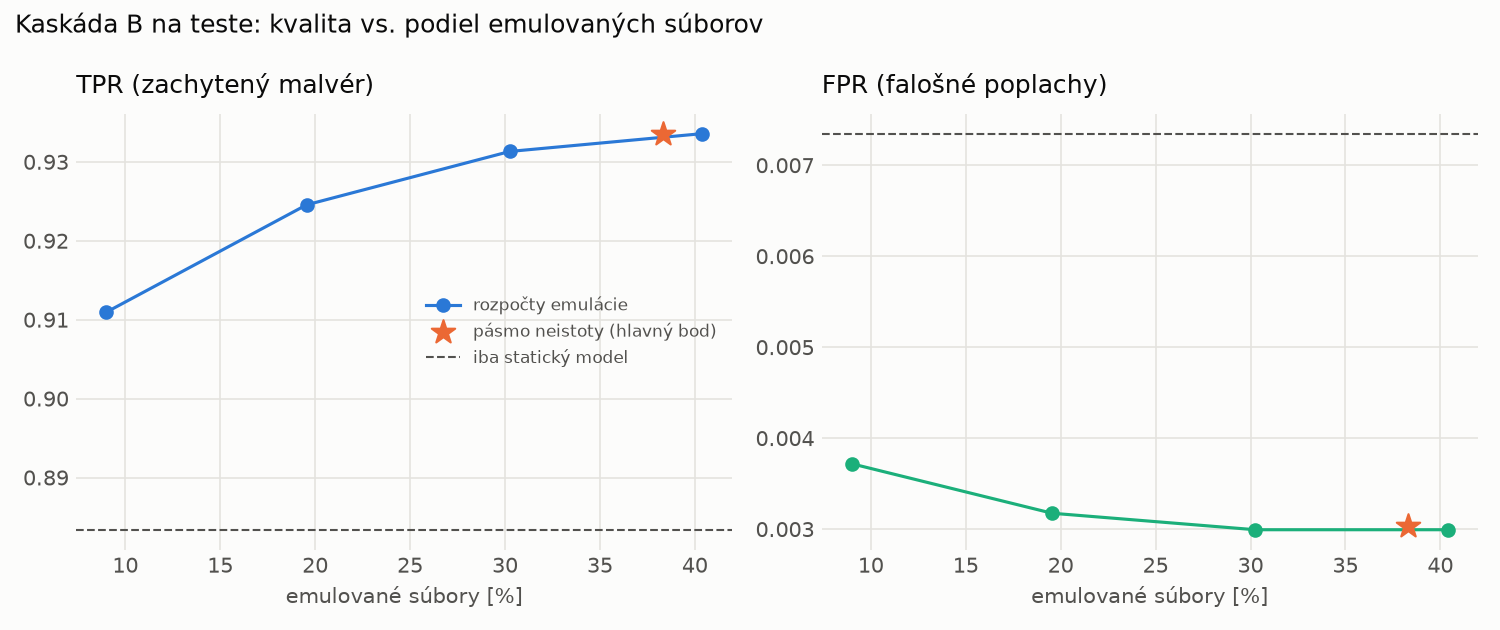 Kaskáda B na teste: kvalita vs. podiel emulovaných súborov
TPR (zachytený malvér)
0.93
0.92
0.91
0.90
0.89
rozpočty emulácie
pásmo neistoty (hlavný bod)
iba statický model
10 15 20 25 30 35 40
emulované súbory [%]
FPR (falošné poplachy)
0.007
0.006
0.005
0.004
0.003
10 15 20 25 30 35 40
emulované súbory [%]